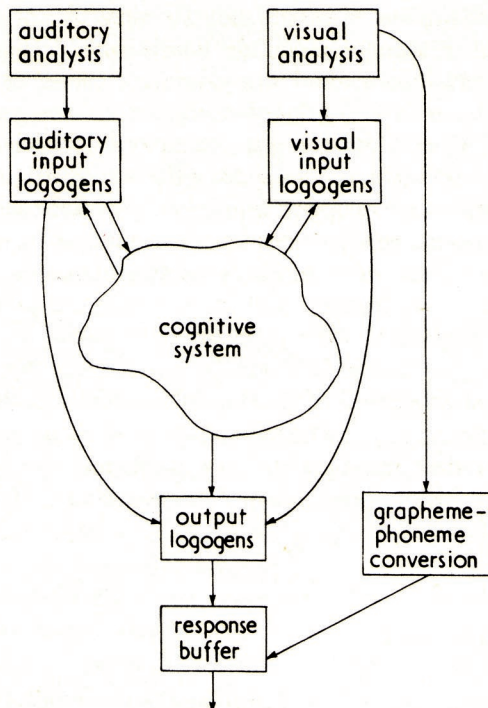 auditory
analysis
visual
analysis
auditory
input
logogens
visual
input
logogens
cognitive
system
output
logogens
grapheme-
phoneme
conversion
response
buffer